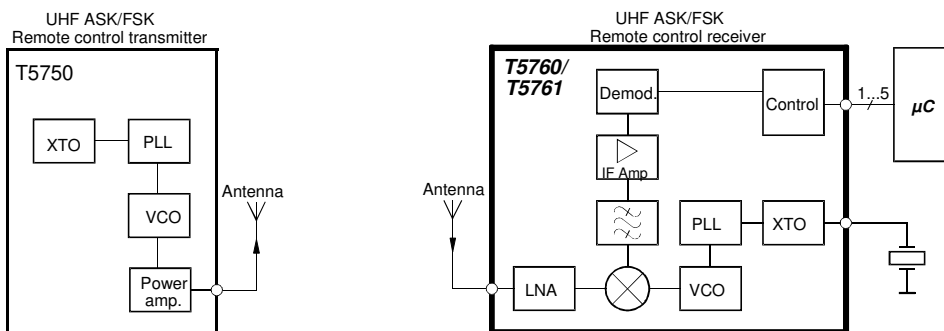 UHF ASK/FSK
Remote control transmitter
T5750
XTO
PLL
VCO
Power
amp.
Antenna
UHF ASK/FSK
Remote control receiver
T5760/
T5761
Demod.
Control
1...5
µC
IF Amp
Antenna
PLL
XTO
LNA
VCO